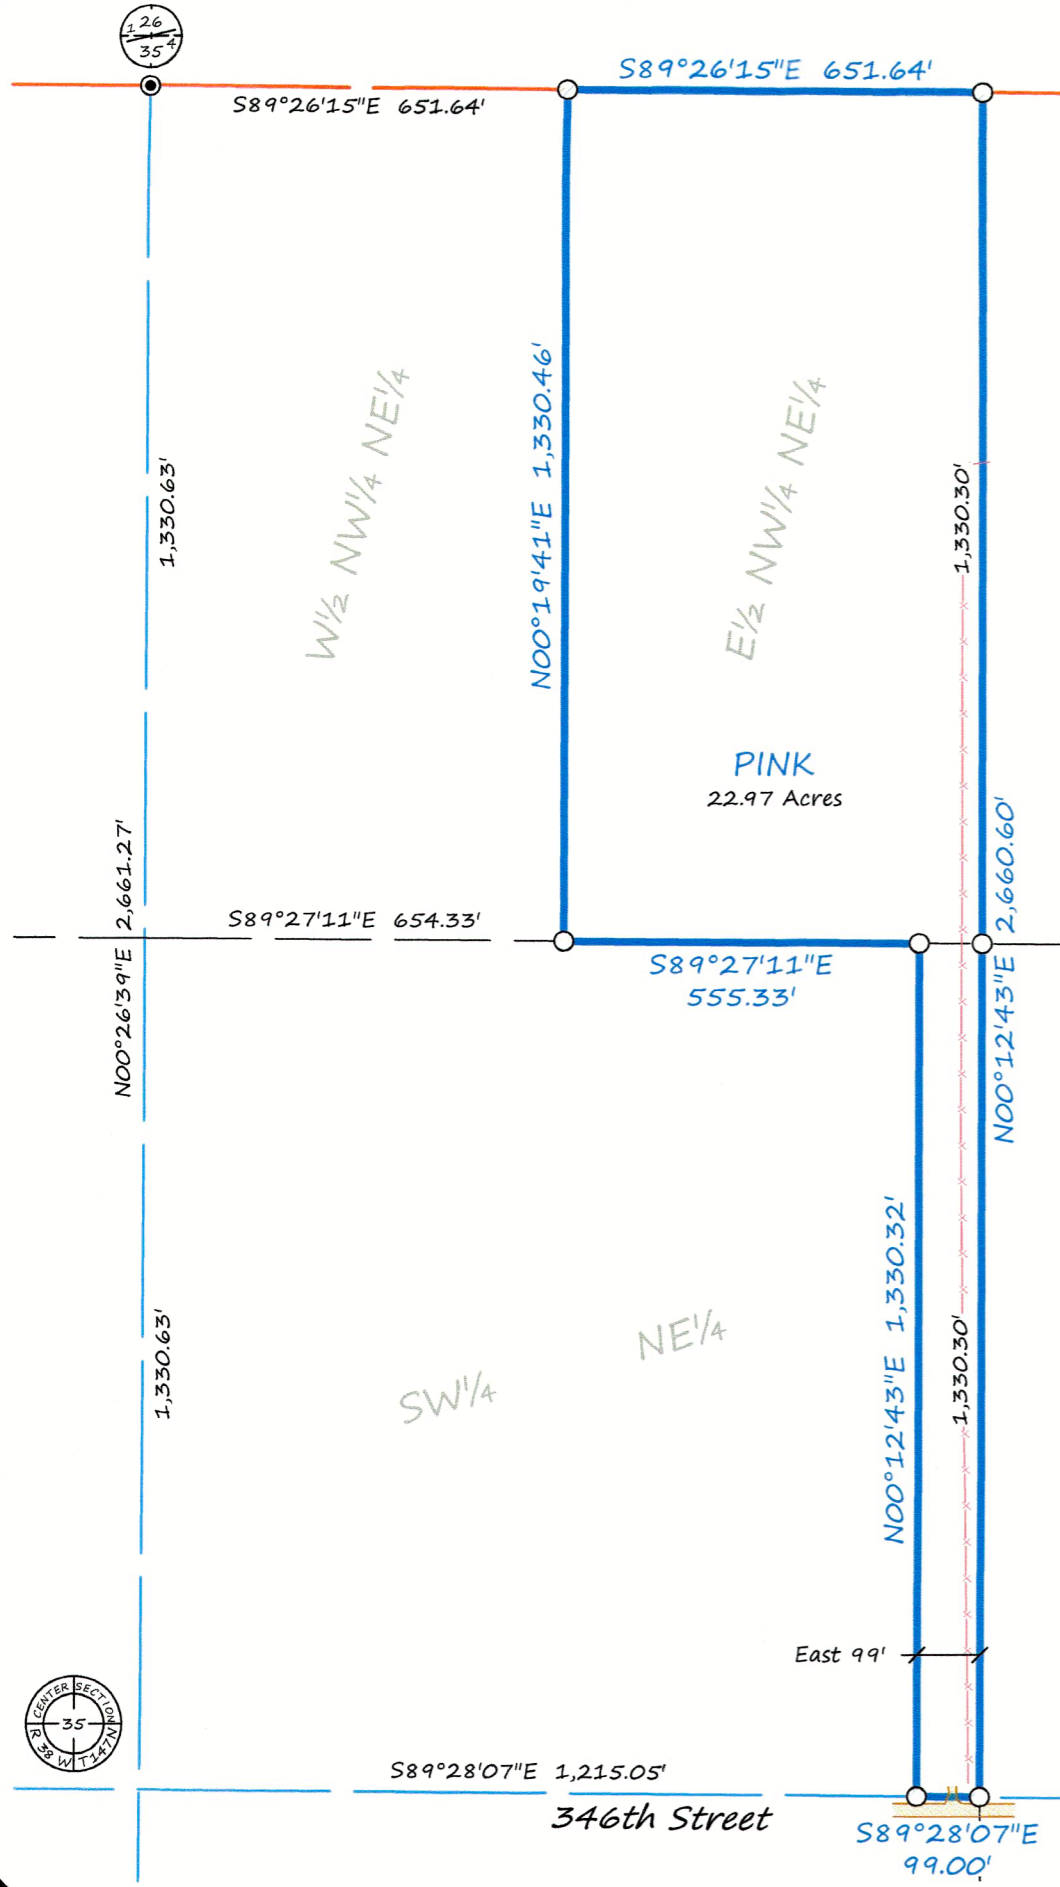 1 26
35 4
S89°26'15"E 651.64'
S89°26'15"E 651.64'
W½ NW¼ NE¼
E½ NW¼ NE¼
1,330.63'
N00°19'41"E 1,330.46'
1,330.30'
PINK
22.97 Acres
N00°26'39"E 2,661.27'
N00°12'43"E 2,660.60'
S89°27'11"E 654.33'
S89°27'11"E
555.33'
1,330.63'
SW¼ NE¼
N00°12'43"E 1,330.32'
1,330.30'
East 99'
CENTER SECTION
35
R 38 W T147N
S89°28'07"E 1,215.05'
346th Street
S89°28'07"E
99.00'